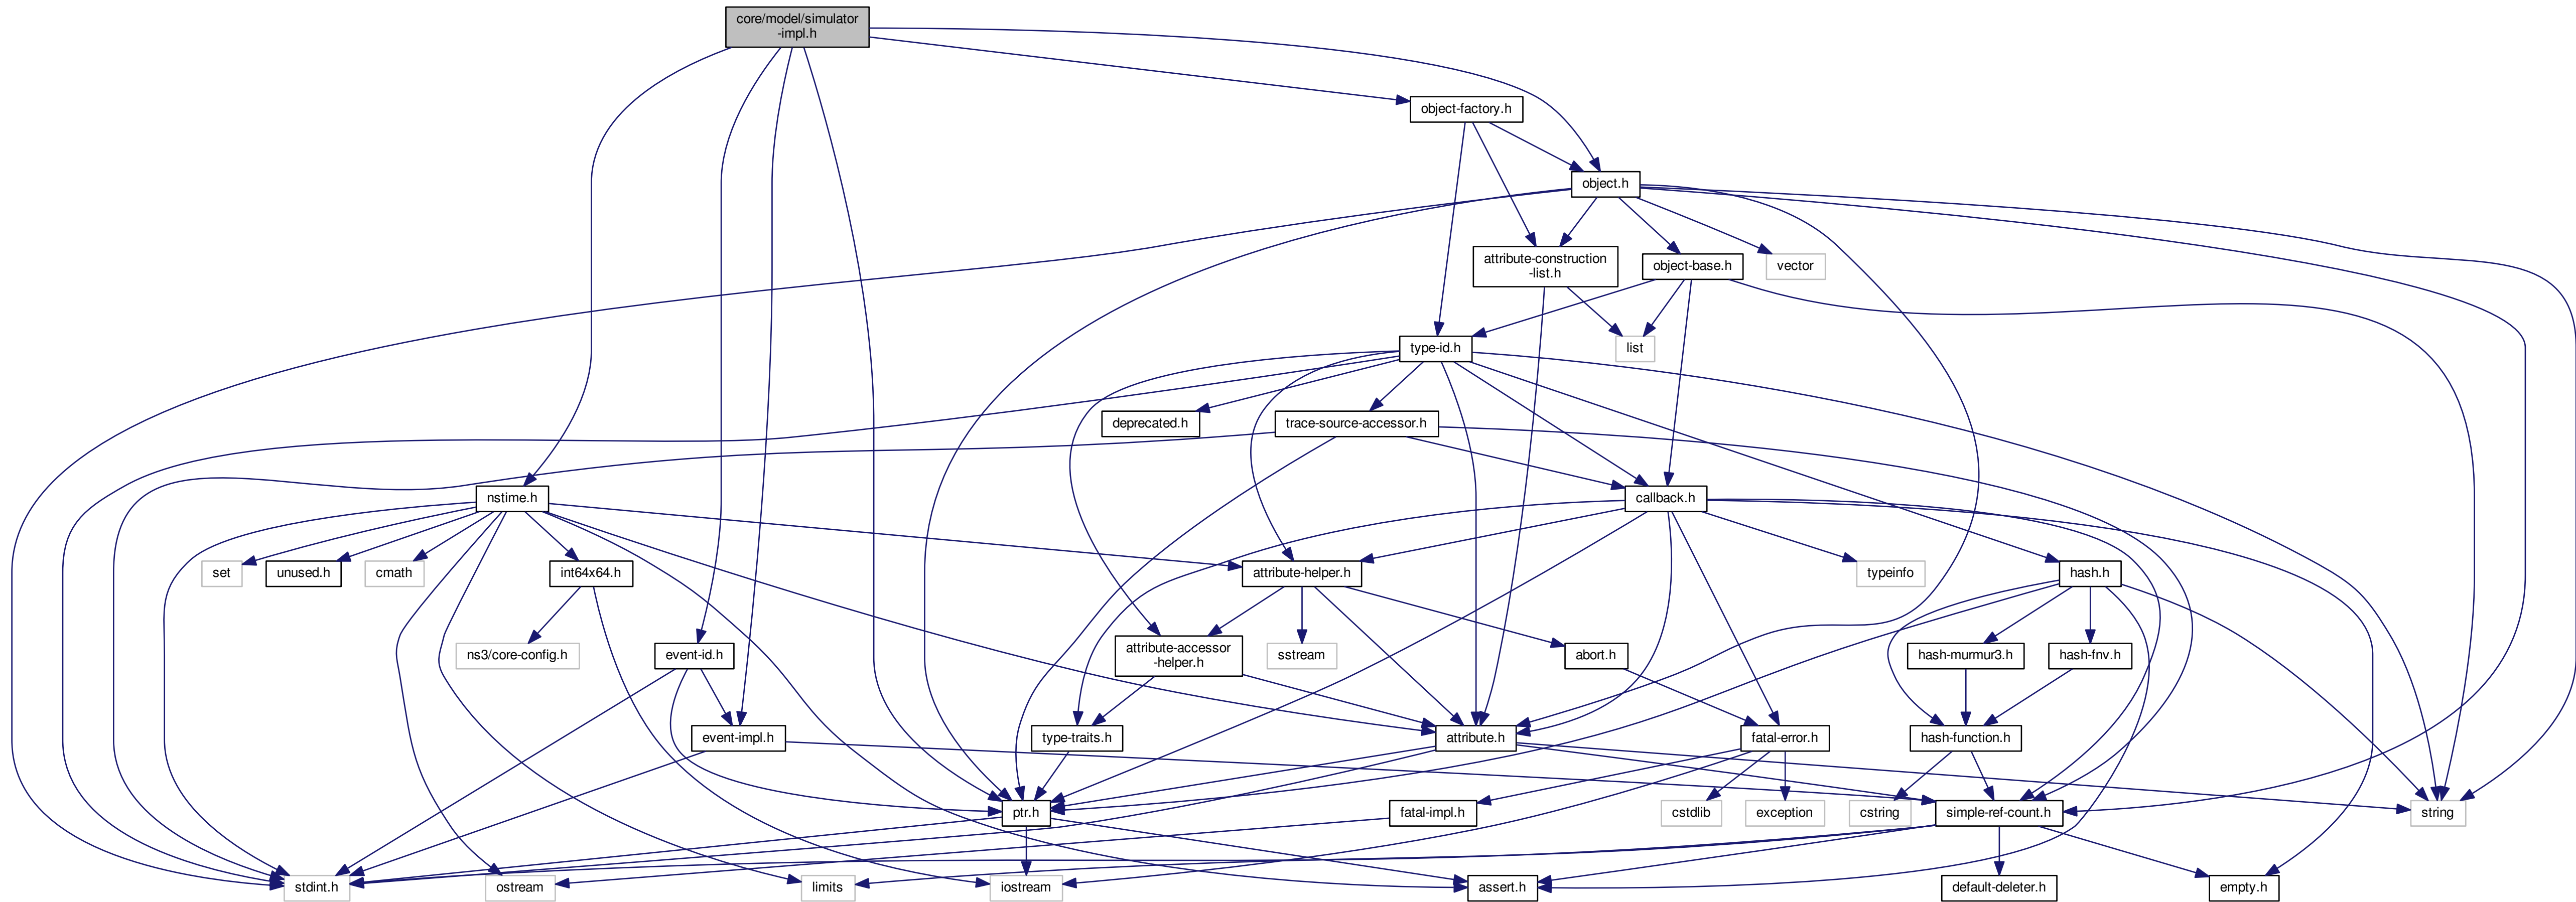 core/model/simulator
-impl.h
object-factory.h
object.h
attribute-construction
-list.h
object-base.h
vector
type-id.h
list
deprecated.h
trace-source-accessor.h
nstime.h
callback.h
set
unused.h
cmath
int64x64.h
attribute-helper.h
typeinfo
hash.h
ns3/core-config.h
event-id.h
attribute-accessor
-helper.h
sstream
abort.h
hash-murmur3.h
hash-fnv.h
event-impl.h
type-traits.h
attribute.h
fatal-error.h
hash-function.h
ptr.h
fatal-impl.h
cstdlib
exception
cstring
simple-ref-count.h
string
stdint.h
ostream
limits
iostream
assert.h
default-deleter.h
empty.h